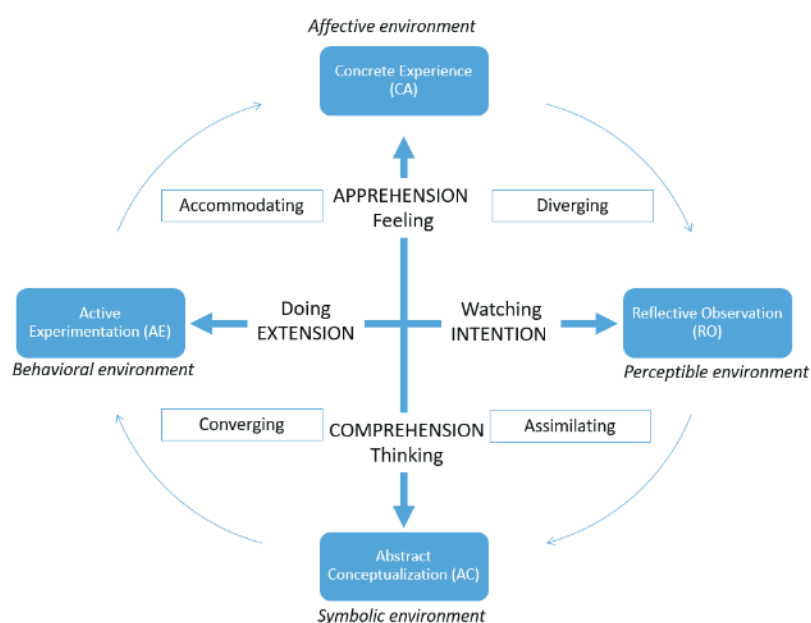 Affective environment
Concrete Experience
(CA)
Accommodating
APPREHENSION
Feeling
Diverging
Active
Experimentation (AE)
Behavioral environment
Doing
EXTENSION
Watching
INTENTION
Reflective Observation
(RO)
Perceptible environment
Converging
COMPREHENSION
Thinking
Assimilating
Abstract
Conceptualization (AC)
Symbolic environment